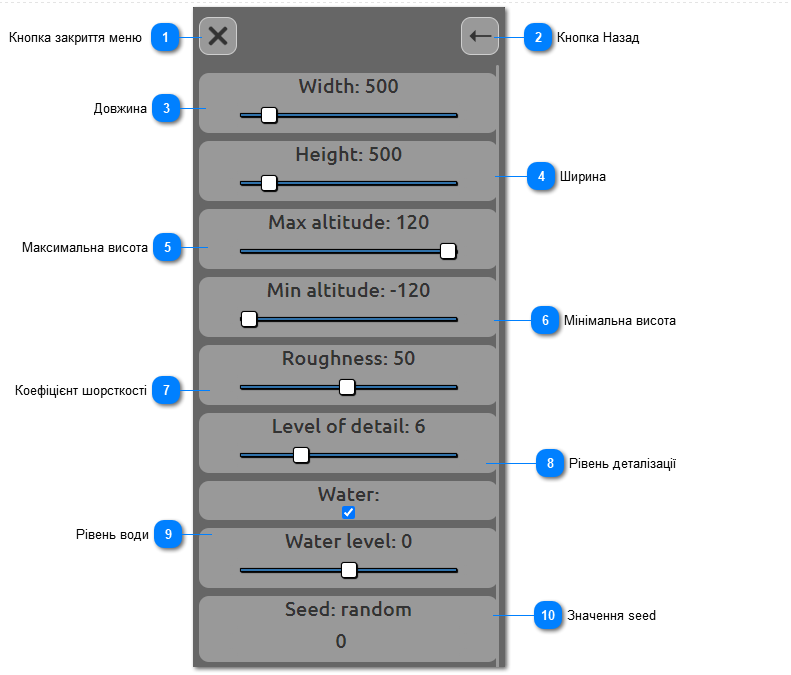 Кнопка закриття меню 1
2 Кнопка Назад
Width: 500
Довжина 3
Height: 500
4 Ширина
Max altitude: 120
Максимальна висота 5
Min altitude: -120
6 Мінімальна висота
Roughness: 50
Коефіцієнт шорсткості 7
Level of detail: 6
8 Рівень деталізації
Water:
Рівень води 9
Water level: 0
Seed: random
10 Значення seed
0